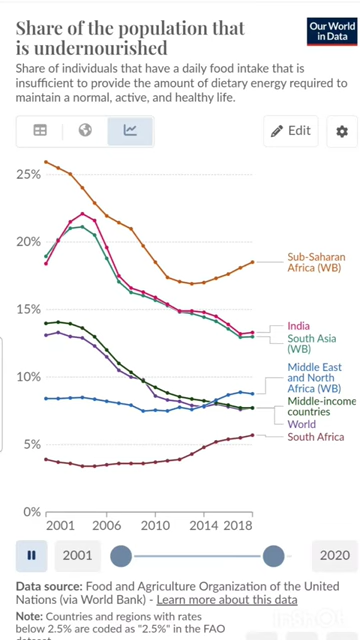 Share of the population that
is undernourished
Our World
in Data
Share of individuals that have a daily food intake that is
insufficient to provide the amount of dietary energy required to
maintain a normal, active, and healthy life.
Edit
25%
20%
15%
10%
5%
0%
Sub-Saharan
Africa (WB)
India
South Asia
(WB)
Middle East
and North
Africa (WB)
Middle-income
countries
World
South Africa
2001
2006
2010
2014
2018
2001
2020
Data source: Food and Agriculture Organization of the United
Nations (via World Bank) - Learn more about this data
Note: Countries and regions with rates
below 2.5% are coded as "2.5%" in the FAO